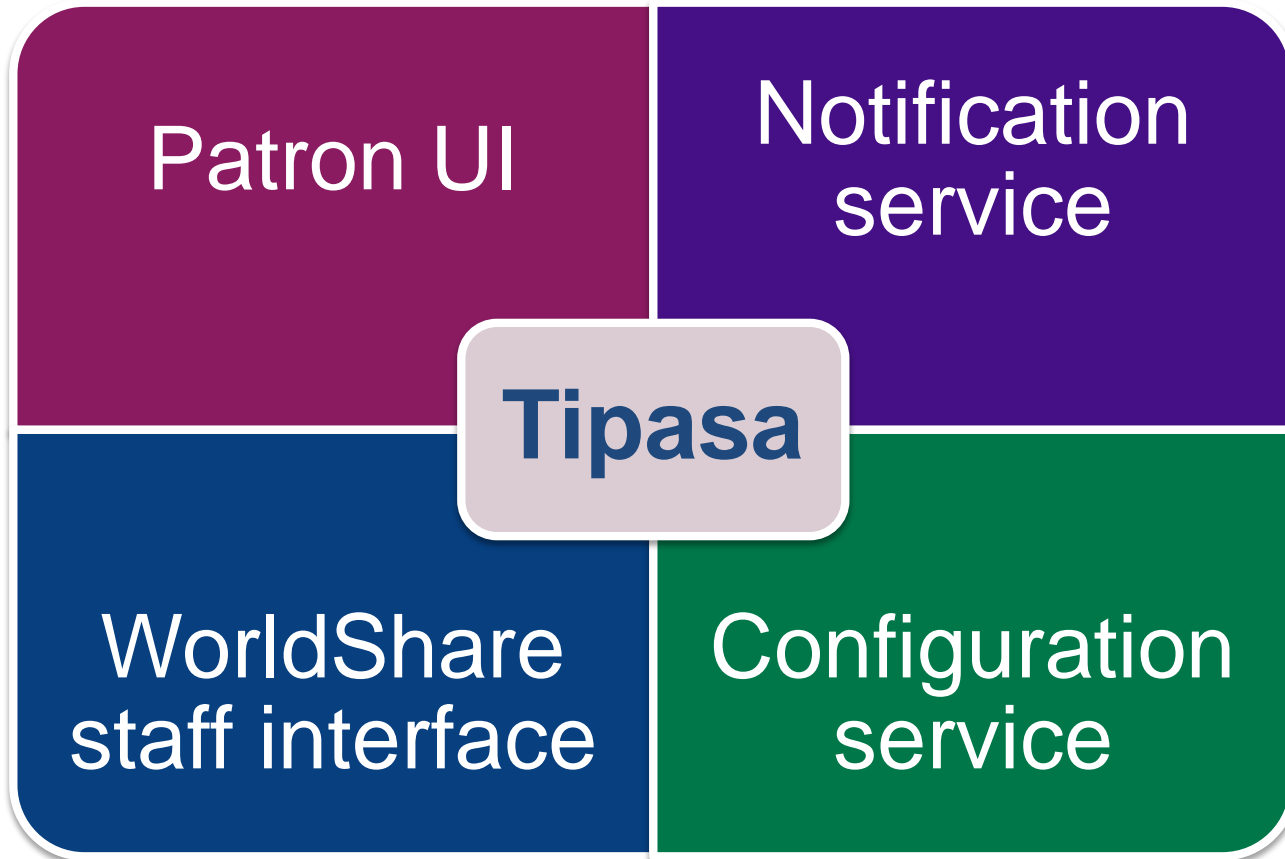 Patron UI
Notification
service
Tipasa
WorldShare
staff interface
Configuration
service